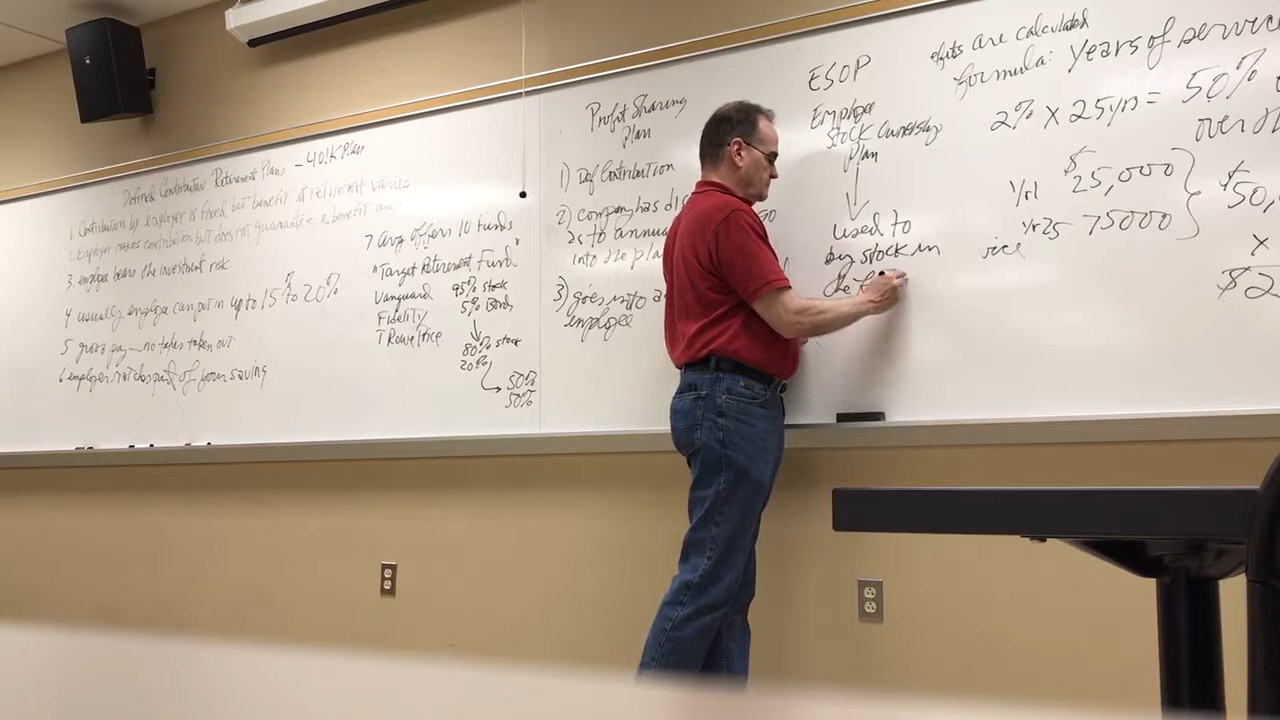 Defined Contribution Retirement Plans - 401K Plan
1. Contribution by employer is fixed but benefit at retirement varies
2. Employer makes contribution but does not guarantee a benefit
3 employee bears the investment risk
4 usually employee can put in up to 15% to 20%
5 gross pay - no taxes taken out
6 employer matches part of your saving
7 Avg offers 10 funds
"Target Retirement Fund"
Vanguard 95% stock
Fidelity 5% Bonds
T Rowe Price
80% stock
20%
50%
50%
Profit Sharing
Plan
1) Def Contribution
2) company has
as to annua
into the pla
3) goes into a
employee
ESOP
Employee
Stock Ownership
Plan
used to
buy stock in
the
are calculated
formula: Years of servic
2% x 25 yrs = 50%
over
Yr1 $25,000
Yr25 75000
$50,
x
$2